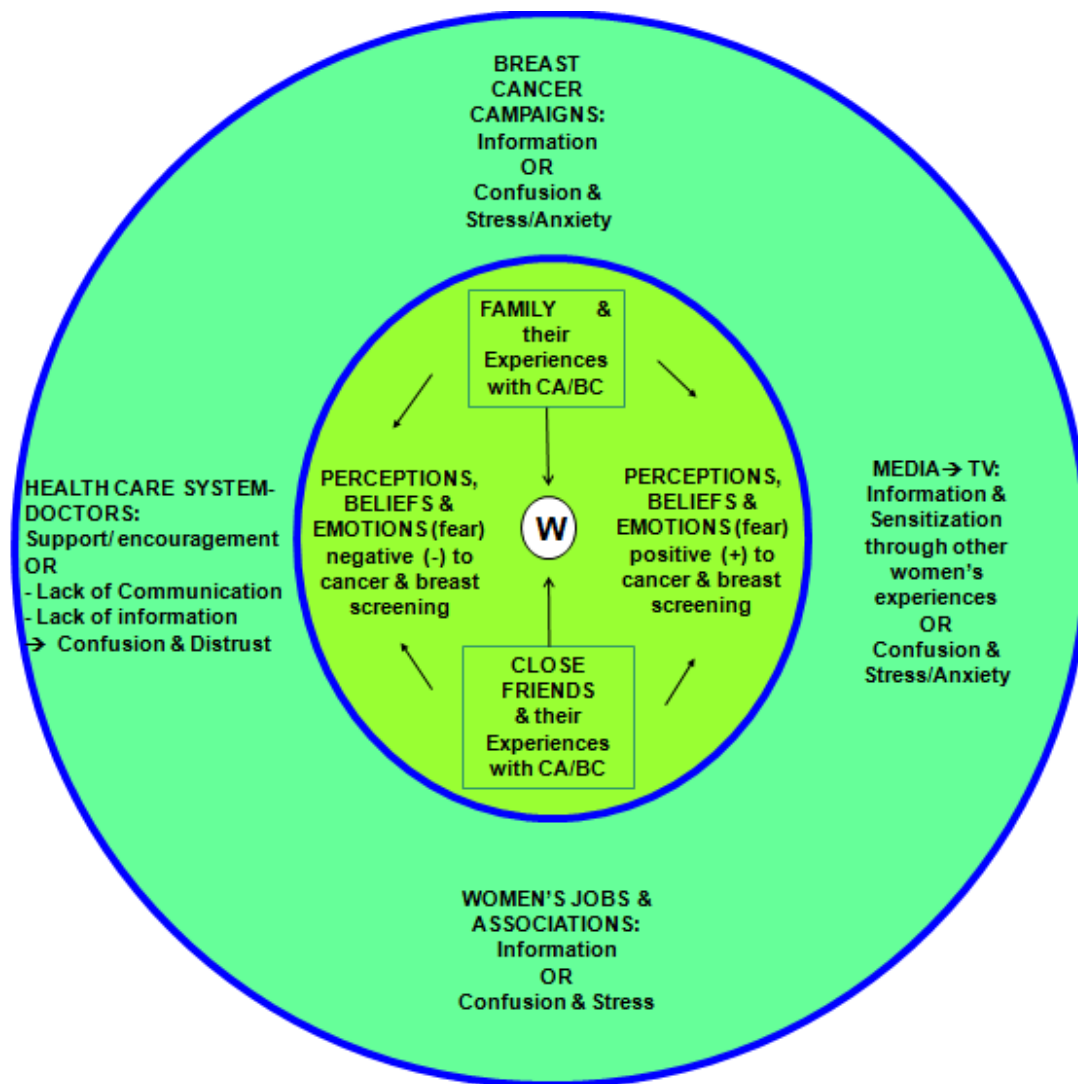 BREAST
CANCER
CAMPAIGNS:
Information
OR
Confusion &
Stress/Anxiety
FAMILY &
their
Experiences
with CA/BC
HEALTH CARE SYSTEM-
DOCTORS:
Support/ encouragement
OR
- Lack of Communication
- Lack of information
→ Confusion & Distrust
PERCEPTIONS,
BELIEFS &
EMOTIONS (fear)
negative (-) to
cancer & breast
screening
W
PERCEPTIONS,
BELIEFS &
EMOTIONS (fear)
positive (+) to
cancer & breast
screening
MEDIA→ TV:
Information &
Sensitization
through other
women's
experiences
OR
Confusion &
Stress/Anxiety
CLOSE
FRIENDS
& their
Experiences
with CA/BC
WOMEN'S JOBS &
ASSOCIATIONS:
Information
OR
Confusion & Stress